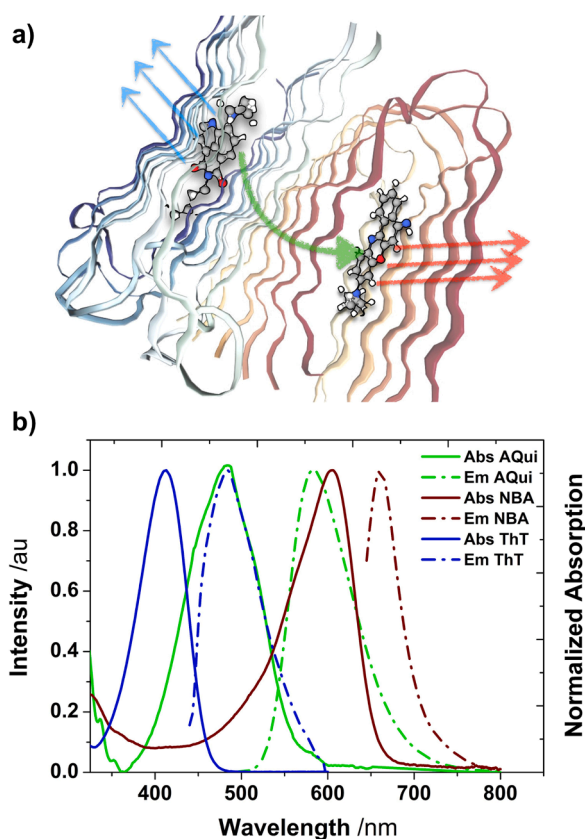 a)
b)
Intensity /au
1.0
0.8
0.6
0.4
0.2
0.0
Abs AQui
Em AQui
Abs NBA
Em NBA
Abs ThT
Em ThT
Normalized Absorption
400 500 600 700 800
Wavelength /nm